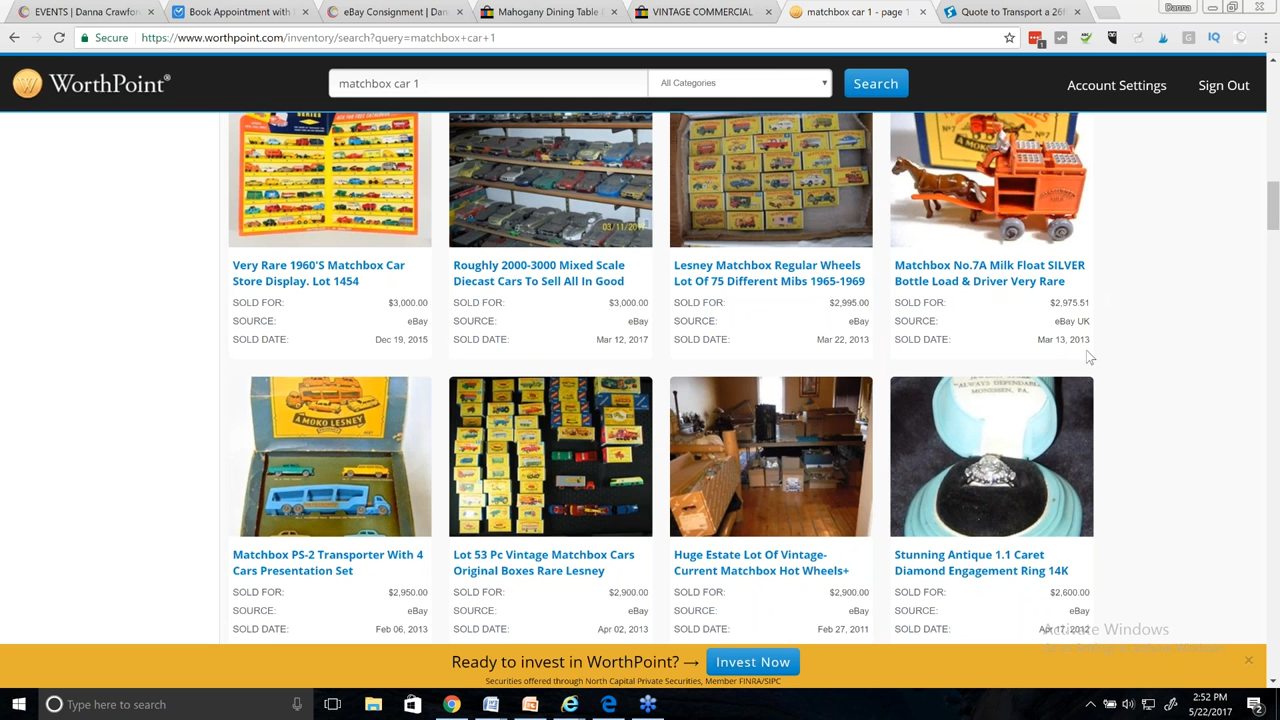 EVENTS | Danna Crawfor
Book Appointment with
eBay Consignment | Dan
Mahogany Dining Table
VINTAGE COMMERCIAL
matchbox car 1 - page 1
Quote to Transport a 26
Danna
Secure
https://www.worthpoint.com/inventory/search?query=matchbox+car+1
WorthPoint®
matchbox car 1
All Categories
Search
Account Settings
Sign Out
Very Rare 1960'S Matchbox Car
Store Display. Lot 1454
SOLD FOR: $3,000.00
SOURCE: eBay
SOLD DATE: Dec 19, 2015
Roughly 2000-3000 Mixed Scale
Diecast Cars To Sell All In Good
SOLD FOR: $3,000.00
SOURCE: eBay
SOLD DATE: Mar 12, 2017
Lesney Matchbox Regular Wheels
Lot Of 75 Different Mibs 1965-1969
SOLD FOR: $2,995.00
SOURCE: eBay
SOLD DATE: Mar 22, 2013
Matchbox No.7A Milk Float SILVER
Bottle Load & Driver Very Rare
SOLD FOR: $2,975.51
SOURCE: eBay UK
SOLD DATE: Mar 13, 2013
A MOKO LESNEY
"ALWAYS DEPENDABLE
MONESSEN, PA.
Matchbox PS-2 Transporter With 4
Cars Presentation Set
SOLD FOR: $2,950.00
SOURCE: eBay
SOLD DATE: Feb 06, 2013
Lot 53 Pc Vintage Matchbox Cars
Original Boxes Rare Lesney
SOLD FOR: $2,900.00
SOURCE: eBay
SOLD DATE: Apr 02, 2013
Huge Estate Lot Of Vintage-
Current Matchbox Hot Wheels+
SOLD FOR: $2,900.00
SOURCE: eBay
SOLD DATE: Feb 27, 2011
Stunning Antique 1.1 Caret
Diamond Engagement Ring 14K
SOLD FOR: $2,600.00
SOURCE: eBay
SOLD DATE: Apr 17, 2012
Activate Windows
Ready to invest in WorthPoint? →
Invest Now
Securities offered through North Capital Private Securities, Member FINRA/SIPC
Type here to search
2:52 PM
5/22/2017